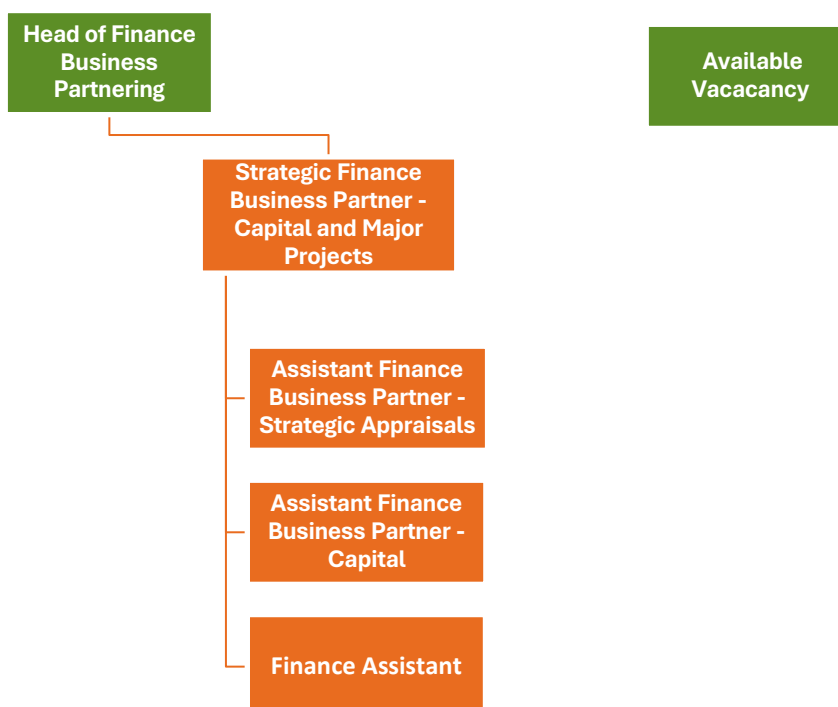 Head of Finance
Business
Partnering
Available
Vacacancy
Strategic Finance
Business Partner -
Capital and Major
Projects
Assistant Finance
Business Partner -
Strategic Appraisals
Assistant Finance
Business Partner -
Capital
Finance Assistant